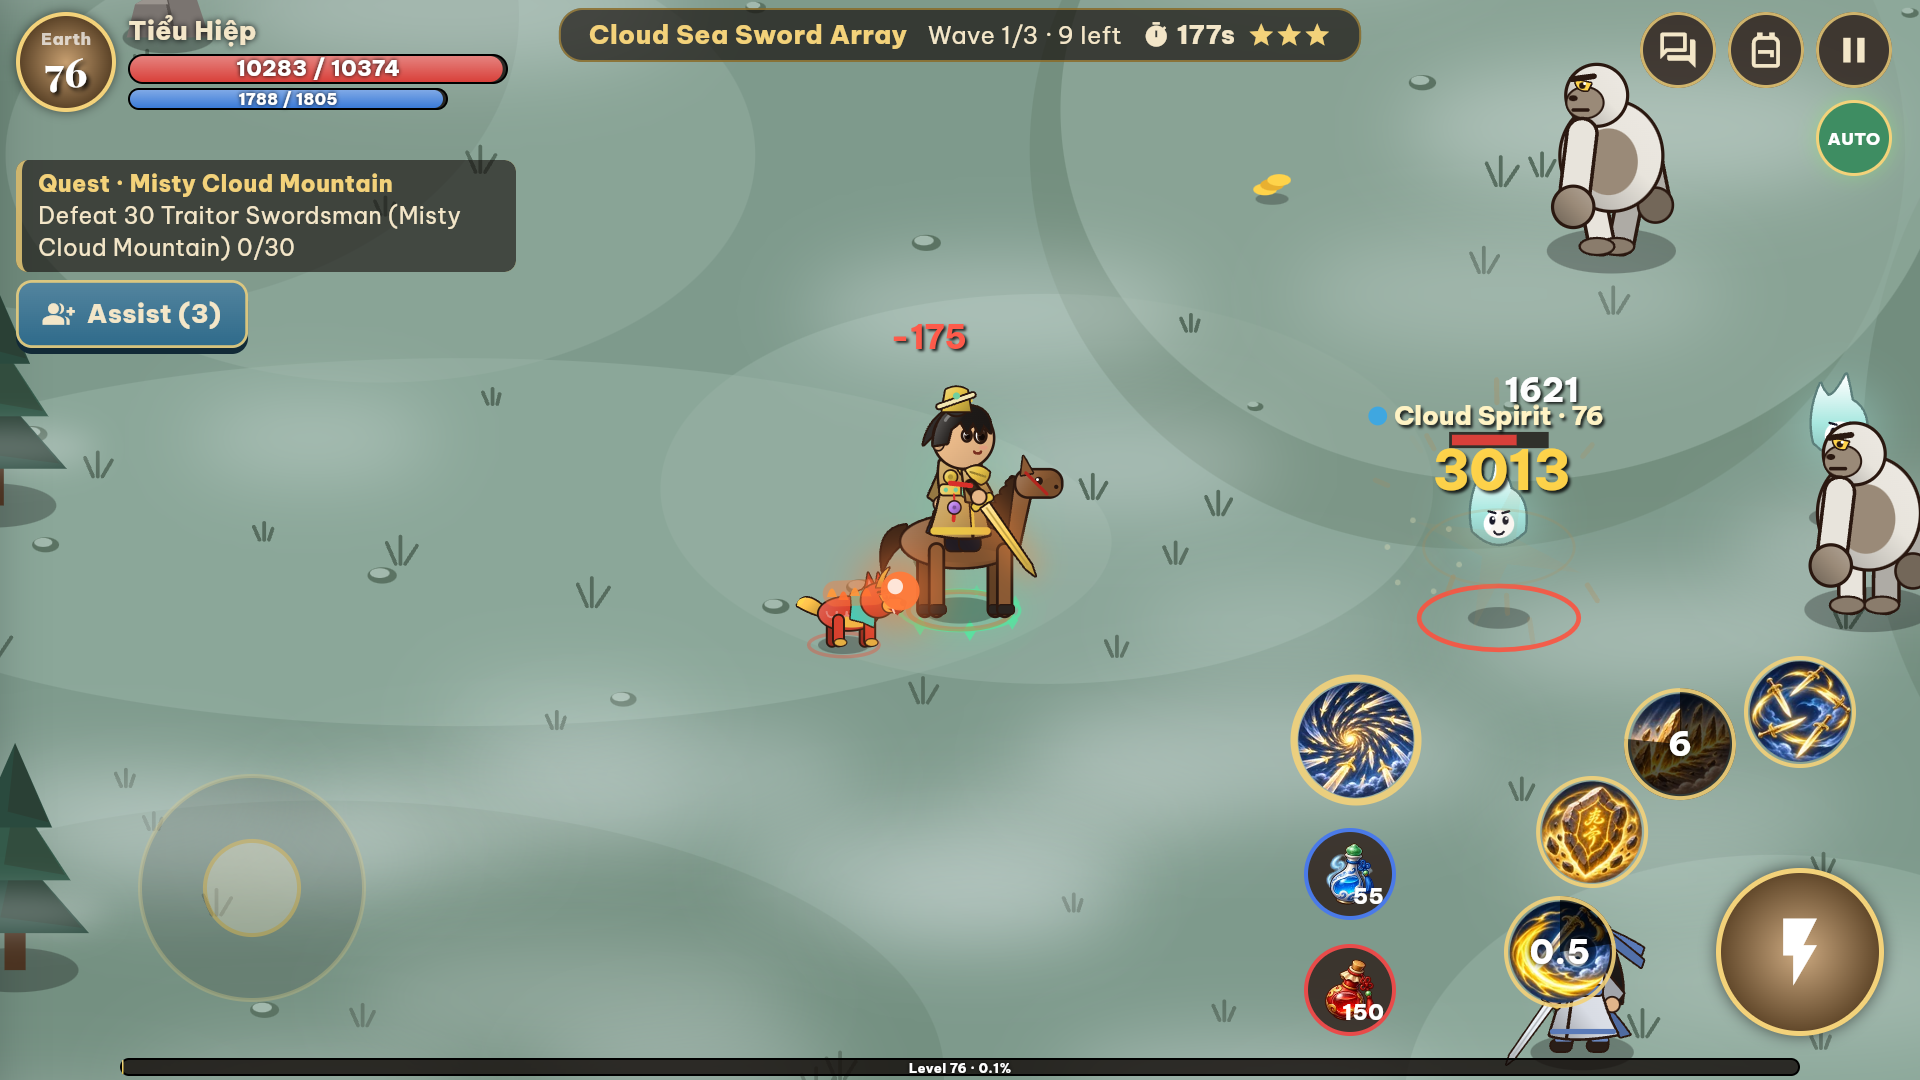 Earth
76
Tiểu Hiệp
10283 / 10374
1788 / 1805
Cloud Sea Sword Array Wave 1/3 · 9 left 177s
AUTO
Quest · Misty Cloud Mountain
Defeat 30 Traitor Swordsman (Misty
Cloud Mountain) 0/30
Assist (3)
-175
1621
Cloud Spirit · 76
3013
6
55
0.5
150
Level 76 · 0.1%